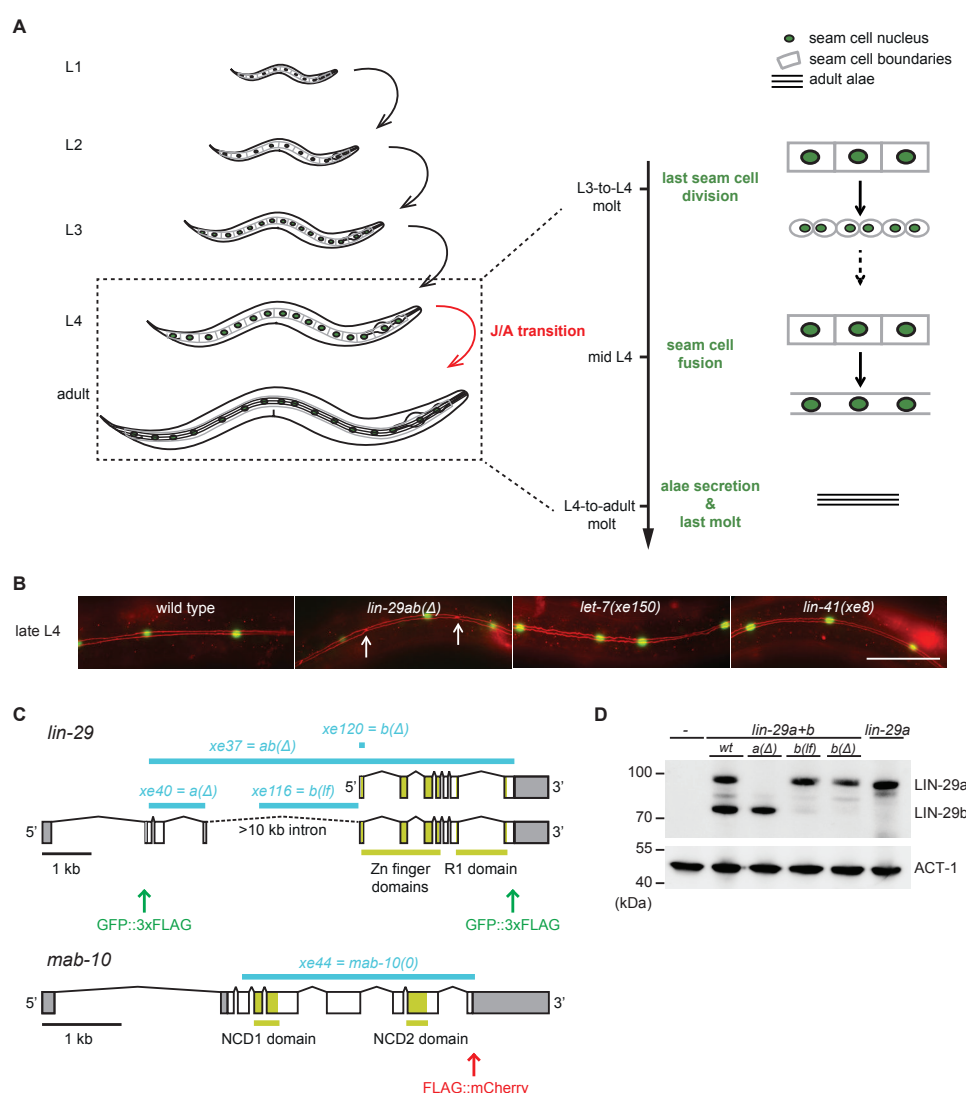 A
seam cell nucleus
seam cell boundaries
adult alae
L1
L2
L3
L4
adult
J/A transition
L3-to-L4
molt
mid L4
L4-to-adult
molt
last seam cell
division
seam cell
fusion
alae secretion
&
last molt
B
late L4
wild type
lin-29ab(Δ)
let-7(xe150)
lin-41(xe8)
C
lin-29
xe120 = b(Δ)
xe37 = ab(Δ)
5'
3'
xe40 = a(Δ)
xe116 = b(lf)
5'
>10 kb intron
3'
1 kb
Zn finger
domains
R1 domain
GFP::3xFLAG
GFP::3xFLAG
mab-10
xe44 = mab-10(0)
5'
3'
1 kb
NCD1 domain
NCD2 domain
FLAG::mCherry
D
-
lin-29a+b
lin-29a
wt
a(Δ)
b(lf)
b(Δ)
100
70
55
40
(kDa)
LIN-29a
LIN-29b
ACT-1